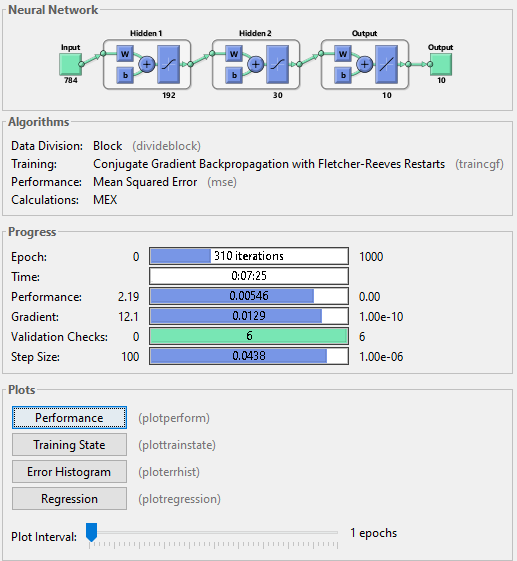 Neural Network
Hidden 1 Hidden 2 Output
Input Output
W W W
b b b
+ + +
784 192 30 10 10
Algorithms
Data Division: Block (divideblock)
Training: Conjugate Gradient Backpropagation with Fletcher-Reeves Restarts (traincgf)
Performance: Mean Squared Error (mse)
Calculations: MEX
Progress
Epoch: 0 310 iterations 1000
Time: 0:07:25
Performance: 2.19 0.00546 0.00
Gradient: 12.1 0.0129 1.00e-10
Validation Checks: 0 6 6
Step Size: 100 0.0438 1.00e-06
Plots
Performance (plotperform)
Training State (plottrainstate)
Error Histogram (ploterrhist)
Regression (plotregression)
Plot Interval: 1 epochs